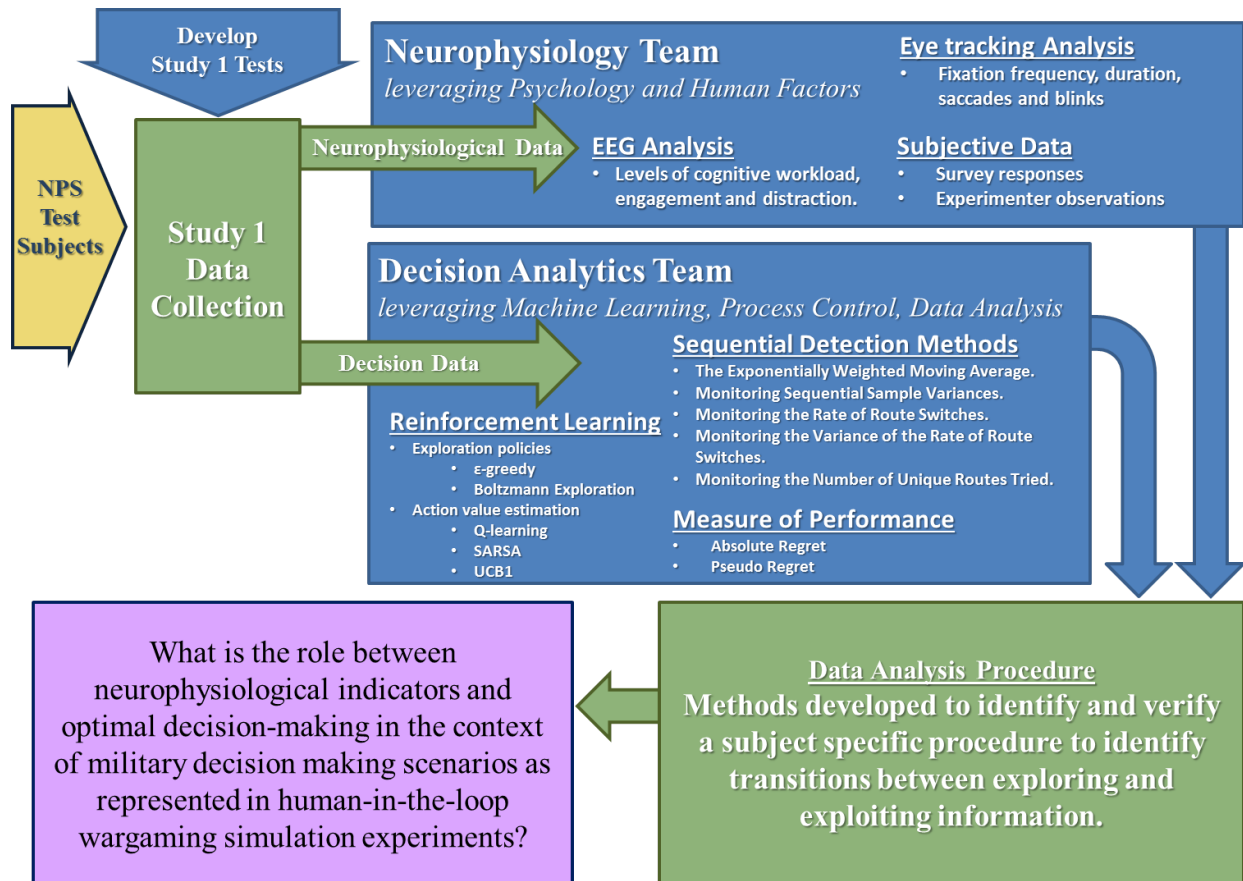 Develop
Study 1 Tests
NPS
Test
Subjects
Study 1
Data
Collection
Neurophysiological Data
Decision Data
Neurophysiology Team
leveraging Psychology and Human Factors
EEG Analysis
• Levels of cognitive workload,
engagement and distraction.
Eye tracking Analysis
• Fixation frequency, duration,
saccades and blinks
Subjective Data
• Survey responses
• Experimenter observations
Decision Analytics Team
leveraging Machine Learning, Process Control, Data Analysis
Reinforcement Learning
• Exploration policies
• ε-greedy
• Boltzmann Exploration
• Action value estimation
• Q-learning
• SARSA
• UCB1
Sequential Detection Methods
• The Exponentially Weighted Moving Average.
• Monitoring Sequential Sample Variances.
• Monitoring the Rate of Route Switches.
• Monitoring the Variance of the Rate of Route
Switches.
• Monitoring the Number of Unique Routes Tried.
Measure of Performance
• Absolute Regret
• Pseudo Regret
Data Analysis Procedure
Methods developed to identify and verify
a subject specific procedure to identify
transitions between exploring and
exploiting information.
What is the role between
neurophysiological indicators and
optimal decision-making in the context
of military decision making scenarios as
represented in human-in-the-loop
wargaming simulation experiments?